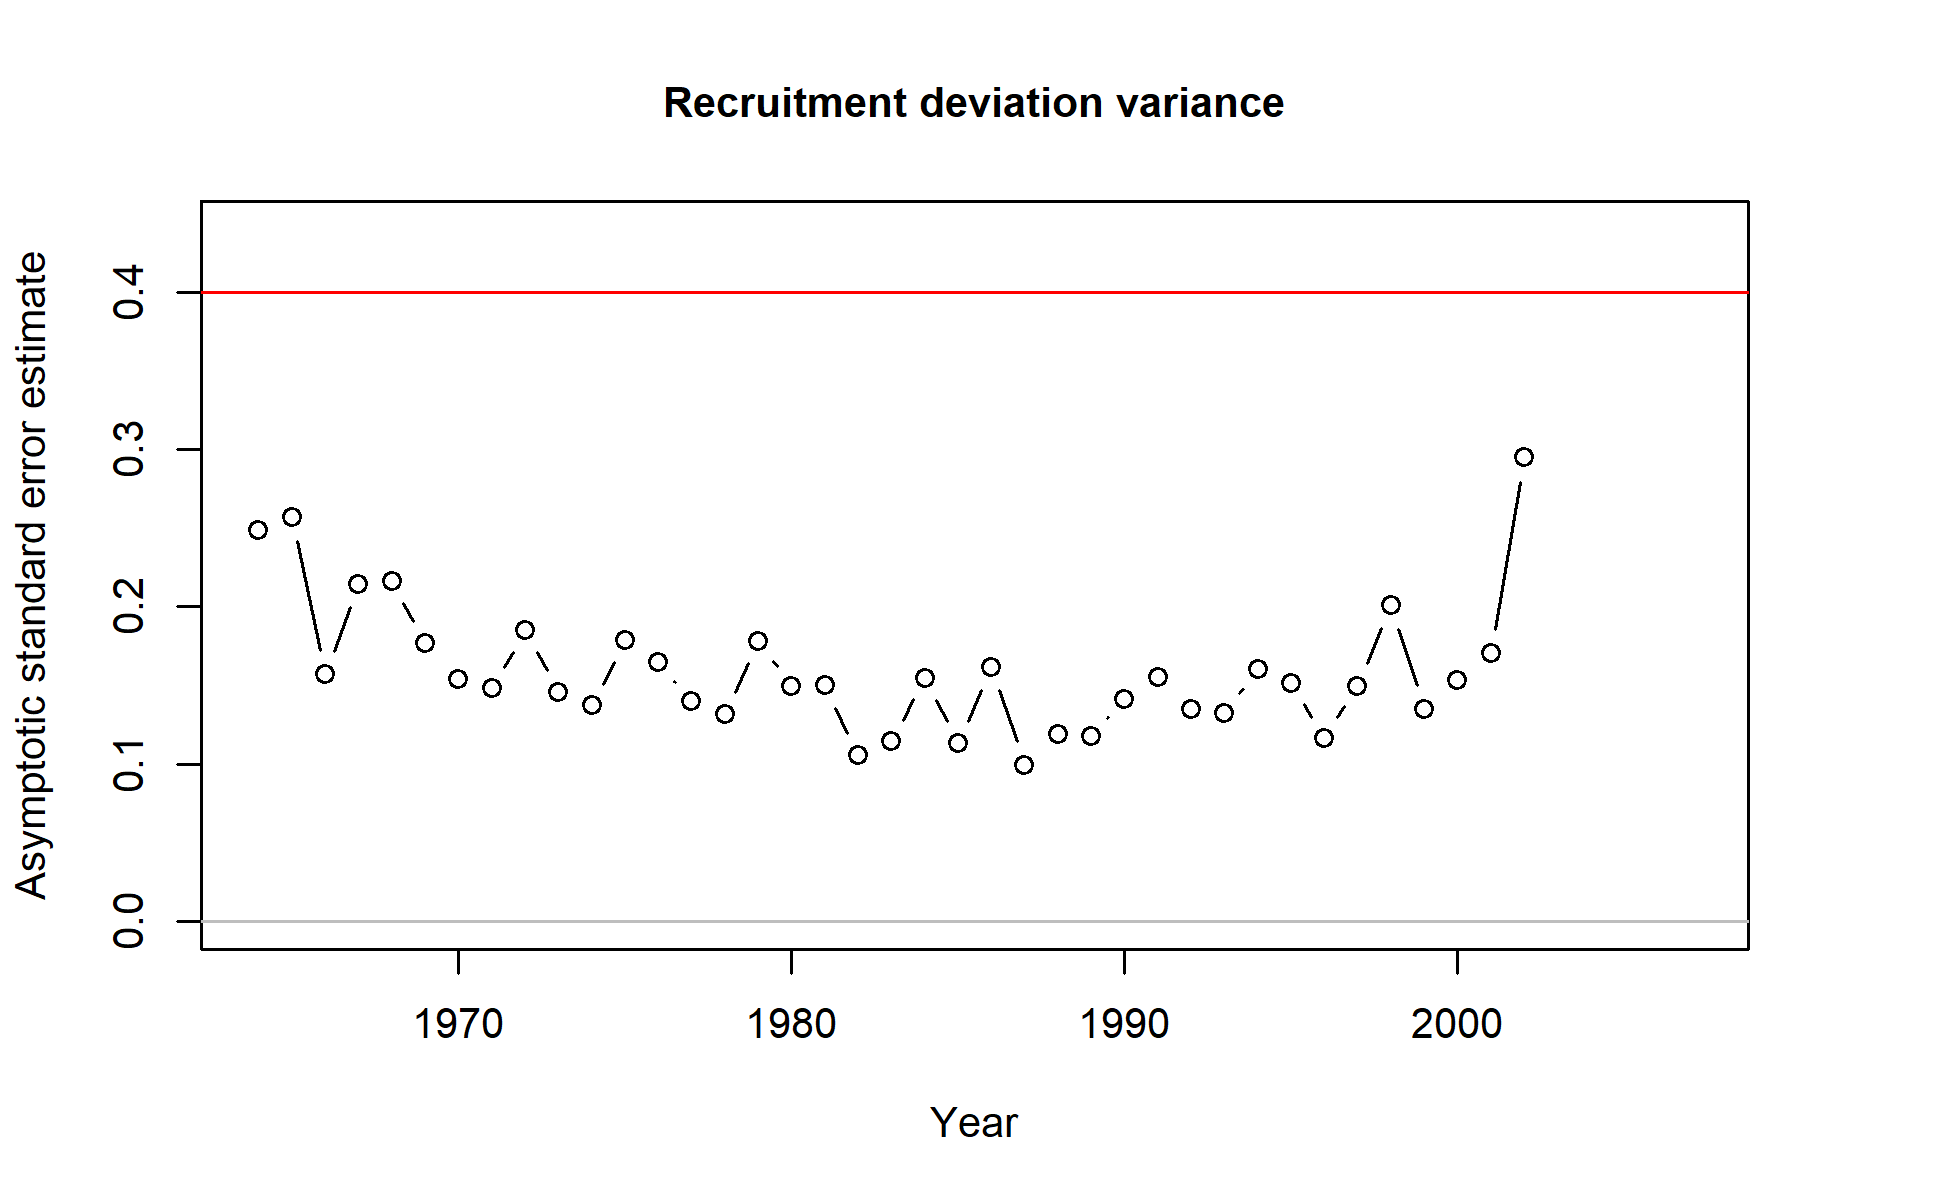 Recruitment deviation variance
Asymptotic standard error estimate
0.4
0.3
0.2
0.1
0.0
1970 1980 1990 2000
Year